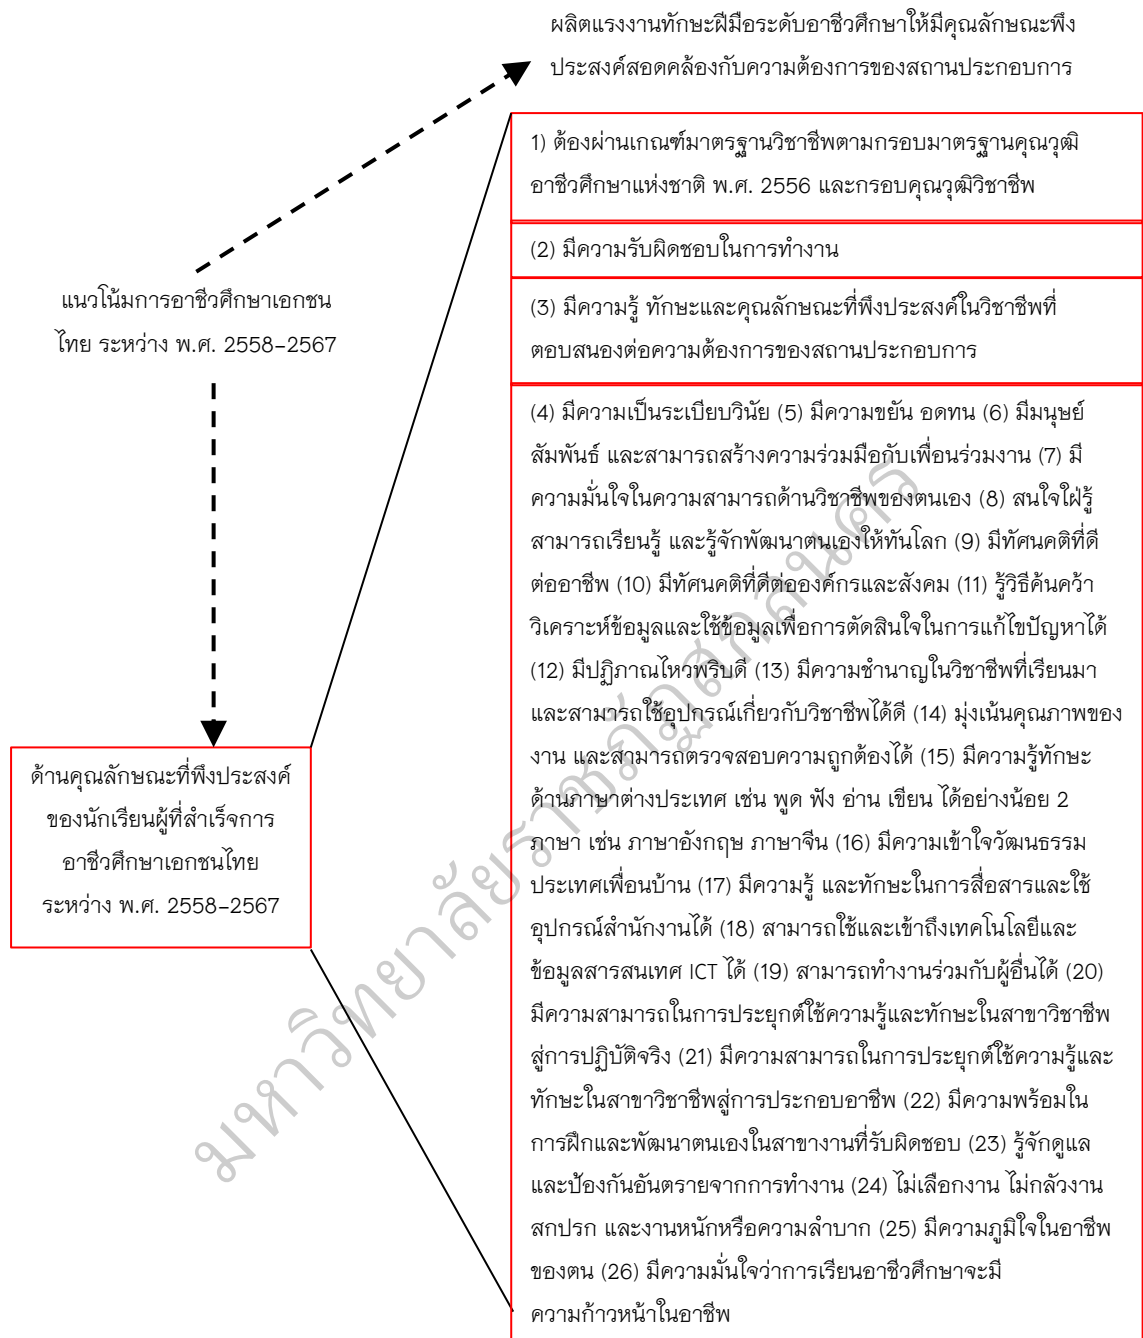 ผลิตแรงงานทักษะฝีมือระดับอาชีวศึกษาให้มีคุณลักษณะพึง
ประสงค์สอดคล้องกับความต้องการของสถานประกอบการ
1) ต้องผ่านเกณฑ์มาตรฐานวิชาชีพตามกรอบมาตรฐานคุณวุฒิ
อาชีวศึกษาแห่งชาติ พ.ศ. 2556 และกรอบคุณวุฒิวิชาชีพ
(2) มีความรับผิดชอบในการทำงาน
แนวโน้มการอาชีวศึกษาเอกชน
ไทย ระหว่าง พ.ศ. 2558-2567
(3) มีความรู้ ทักษะและคุณลักษณะที่พึงประสงค์ในวิชาชีพที่
ตอบสนองต่อความต้องการของสถานประกอบการ
(4) มีความเป็นระเบียบวินัย (5) มีความขยัน อดทน (6) มีมนุษย์
สัมพันธ์ และสามารถสร้างความร่วมมือกับเพื่อนร่วมงาน (7) มี
ความมั่นใจในความสามารถด้านวิชาชีพของตนเอง (8) สนใจใฝ่รู้
สามารถเรียนรู้ และรู้จักพัฒนาตนเองให้ทันโลก (9) มีทัศนคติที่ดี
ต่ออาชีพ (10) มีทัศนคติที่ดีต่อองค์กรและสังคม (11) รู้วิธีค้นคว้า
วิเคราะห์ข้อมูลและใช้ข้อมูลเพื่อการตัดสินใจในการแก้ไขปัญหาได้
(12) มีปฏิภาณไหวพริบดี (13) มีความชำนาญในวิชาชีพที่เรียนมา
และสามารถใช้อุปกรณ์เกี่ยวกับวิชาชีพได้ดี (14) มุ่งเน้นคุณภาพของ
งาน และสามารถตรวจสอบความถูกต้องได้ (15) มีความรู้ทักษะ
ด้านภาษาต่างประเทศ เช่น พูด ฟัง อ่าน เขียน ได้อย่างน้อย 2
ภาษา เช่น ภาษาอังกฤษ ภาษาจีน (16) มีความเข้าใจวัฒนธรรม
ประเทศเพื่อนบ้าน (17) มีความรู้ และทักษะในการสื่อสารและใช้
อุปกรณ์สำนักงานได้ (18) สามารถใช้และเข้าถึงเทคโนโลยีและ
ข้อมูลสารสนเทศ ICT ได้ (19) สามารถทำงานร่วมกับผู้อื่นได้ (20)
มีความสามารถในการประยุกต์ใช้ความรู้และทักษะในสาขาวิชาชีพ
สู่การปฏิบัติจริง (21) มีความสามารถในการประยุกต์ใช้ความรู้และ
ทักษะในสาขาวิชาชีพสู่การประกอบอาชีพ (22) มีความพร้อมใน
การฝึกและพัฒนาตนเองในสาขางานที่รับผิดชอบ (23) รู้จักดูแล
และป้องกันอันตรายจากการทำงาน (24) ไม่เลือกงาน ไม่กลัวงาน
สกปรก และงานหนักหรือความลำบาก (25) มีความภูมิใจในอาชีพ
ของตน (26) มีความมั่นใจว่าการเรียนอาชีวศึกษาจะมี
ความก้าวหน้าในอาชีพ
ด้านคุณลักษณะที่พึงประสงค์
ของนักเรียนผู้ที่สำเร็จการ
อาชีวศึกษาเอกชนไทย
ระหว่าง พ.ศ. 2558-2567
มหาวิทยาลัยราชภัฏสกลนคร